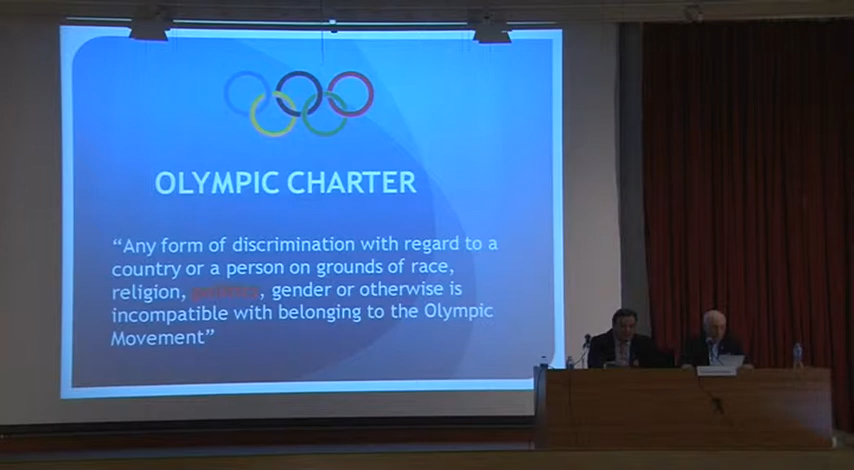 OLYMPIC CHARTER
“Any form of discrimination with regard to a
country or a person on grounds of race,
religion, politics, gender or otherwise is
incompatible with belonging to the Olympic
Movement”